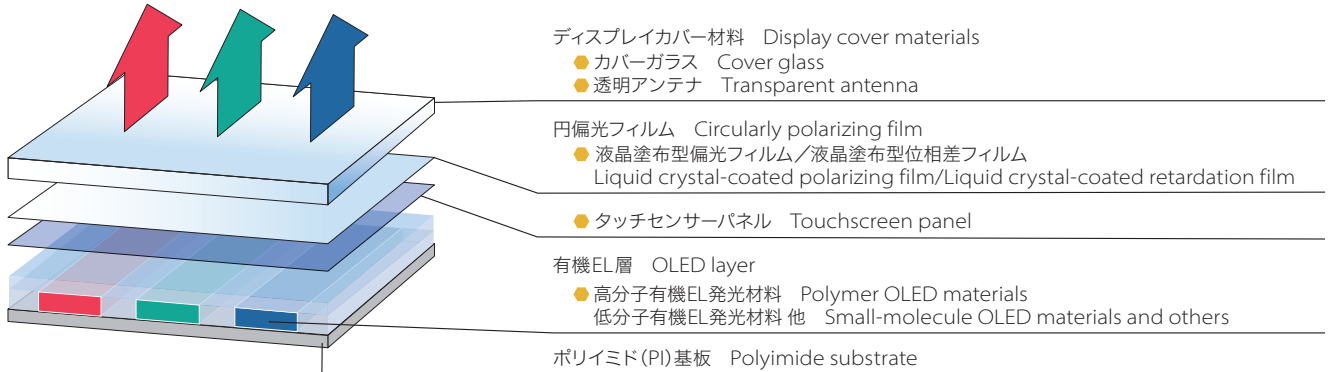 ディスプレイカバー材料 Display cover materials
カバーガラス Cover glass
透明アンテナ Transparent antenna
円偏光フィルム Circularly polarizing film
液晶塗布型偏光フィルム／液晶塗布型位相差フィルム
Liquid crystal-coated polarizing film/Liquid crystal-coated retardation film
タッチセンサーパネル Touchscreen panel
有機EL層 OLED layer
高分子有機EL発光材料 Polymer OLED materials
低分子有機EL発光材料 他 Small-molecule OLED materials and others
ポリイミド（PI）基板 Polyimide substrate